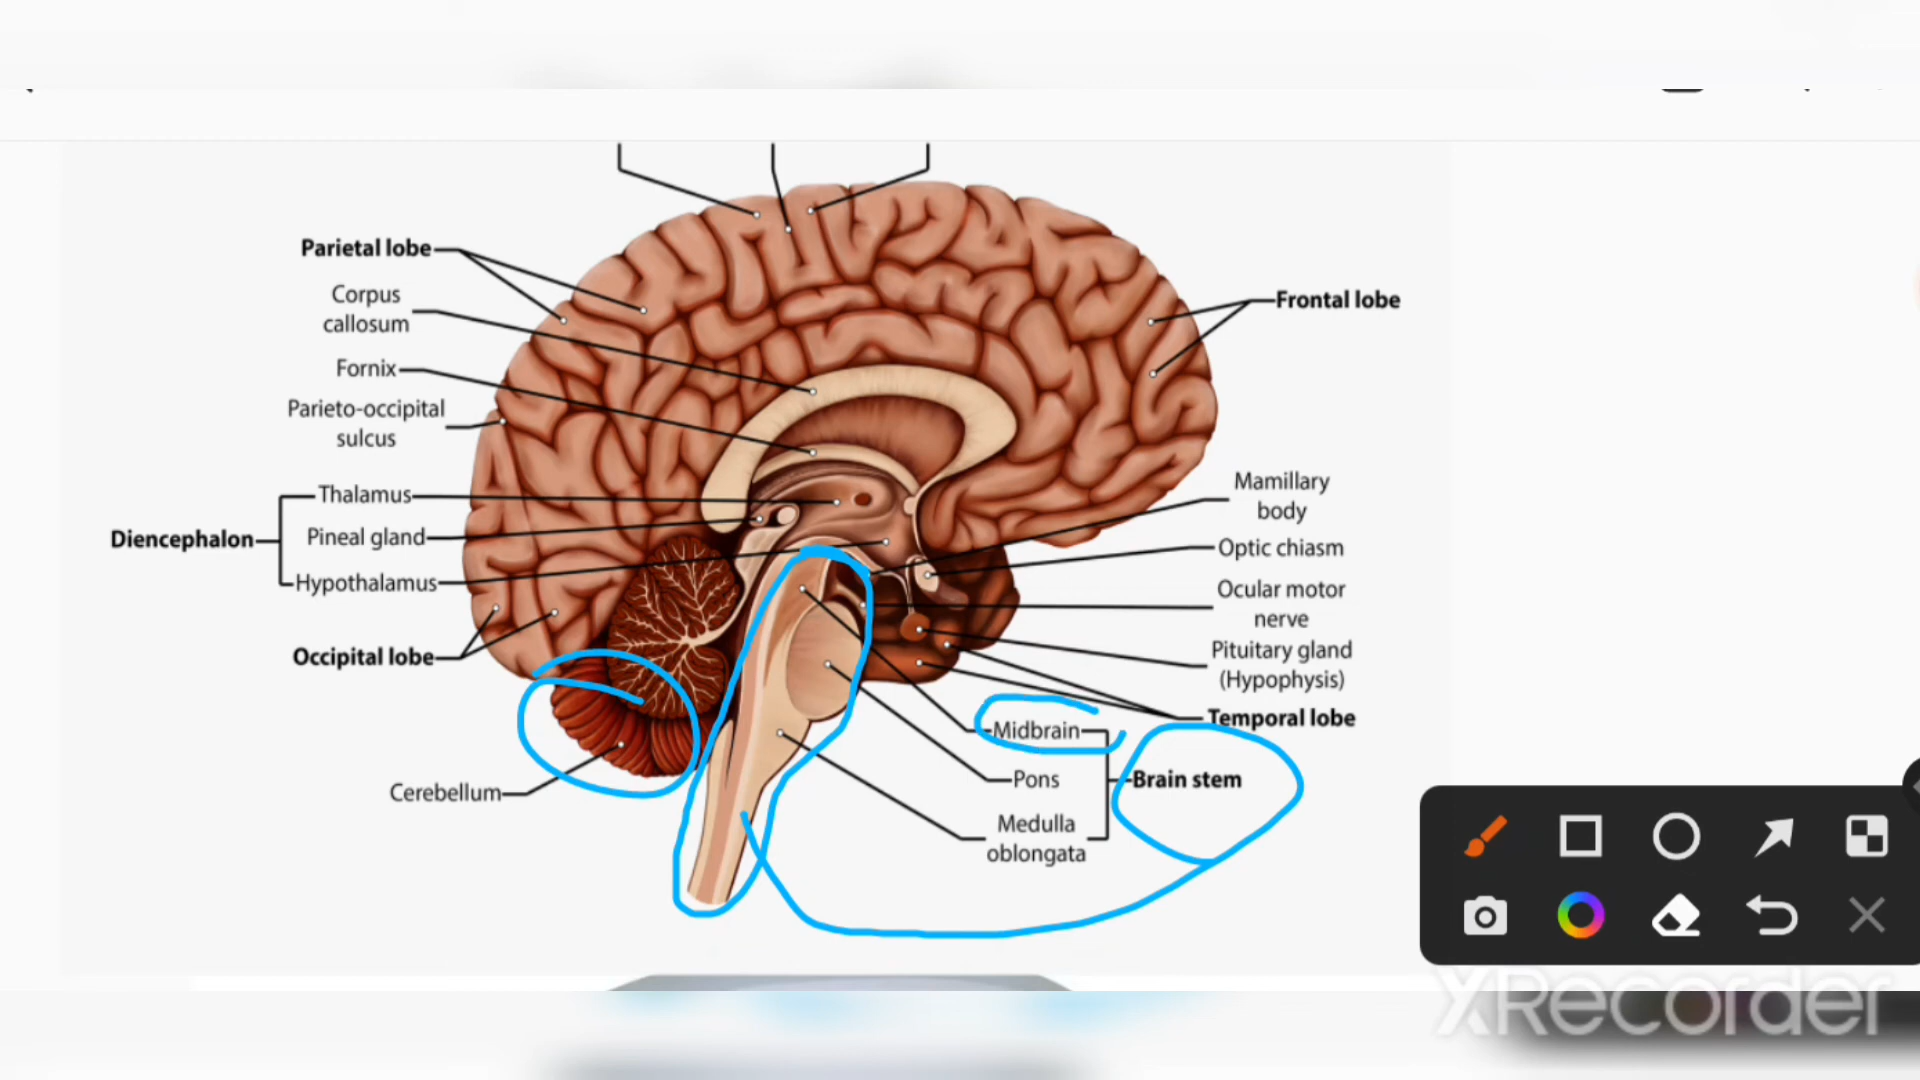 Parietal lobe
Corpus
callosum
Fornix
Parieto-occipital
sulcus
Thalamus
Diencephalon
Pineal gland
Hypothalamus
Occipital lobe
Cerebellum
Frontal lobe
Mamillary
body
Optic chiasm
Ocular motor
nerve
Pituitary gland
(Hypophysis)
Temporal lobe
Midbrain
Pons
Brain stem
Medulla
oblongata
XRecorder